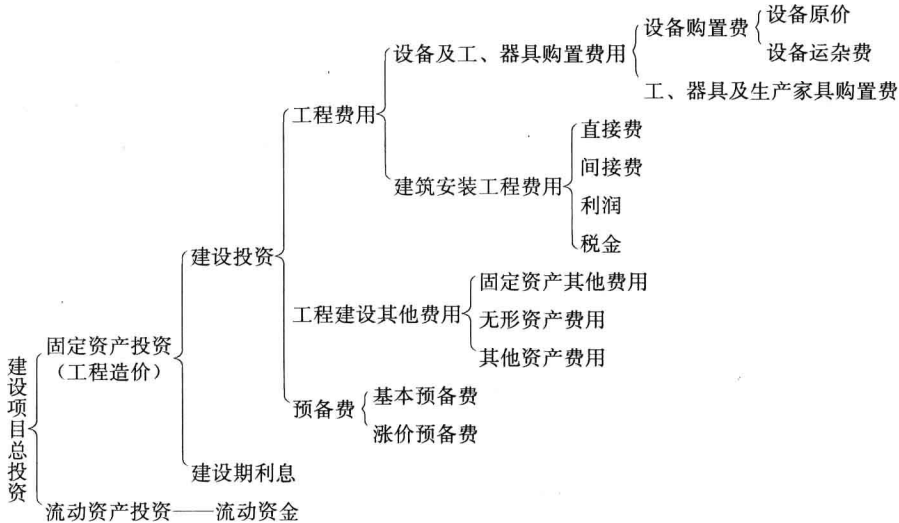 建设项目总投资
固定资产投资
（工程造价）
建设投资
工程费用
设备及工、器具购置费用
设备购置费
设备原价
设备运杂费
工、器具及生产家具购置费
建筑安装工程费用
直接费
间接费
利润
税金
工程建设其他费用
固定资产其他费用
无形资产费用
其他资产费用
预备费
基本预备费
涨价预备费
建设期利息
流动资产投资——流动资金